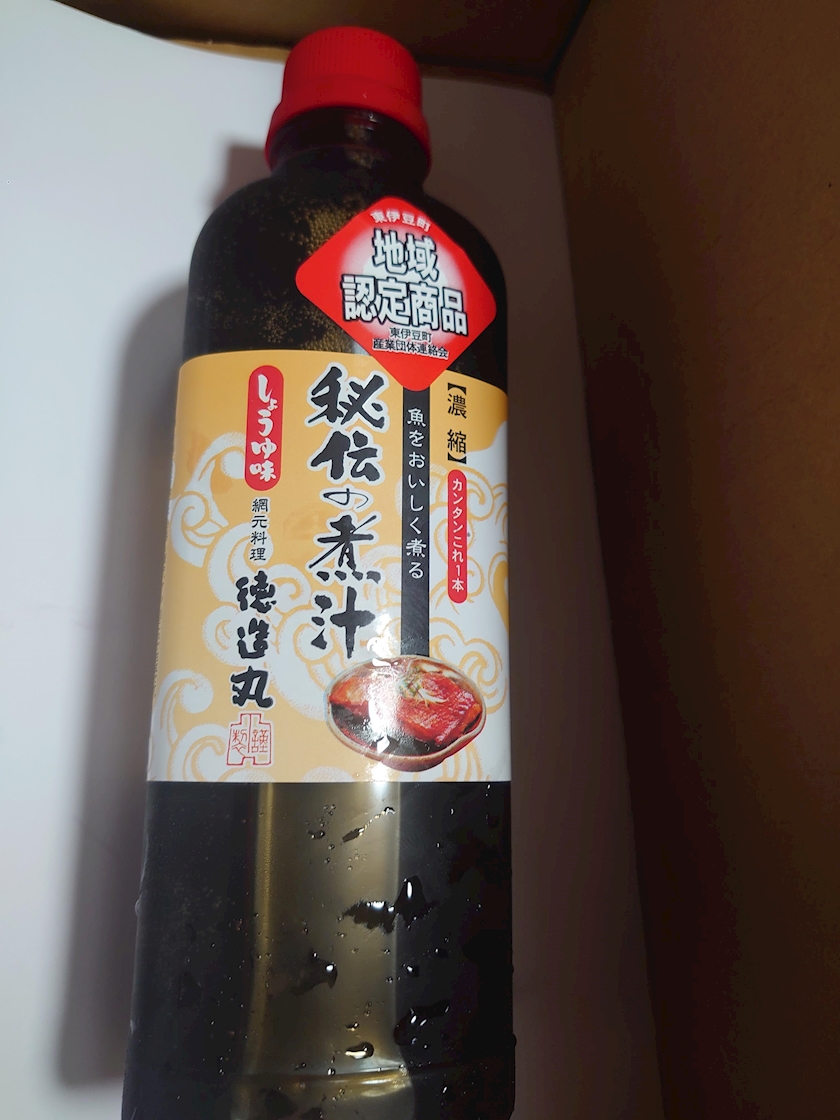 東伊豆町
地域
認定商品
東伊豆町
産業団体連絡会
【濃縮】
カンタンこれ1本
魚をおいしく煮る
秘伝の煮汁
しょうゆ味
網元料理
徳造丸
謹製